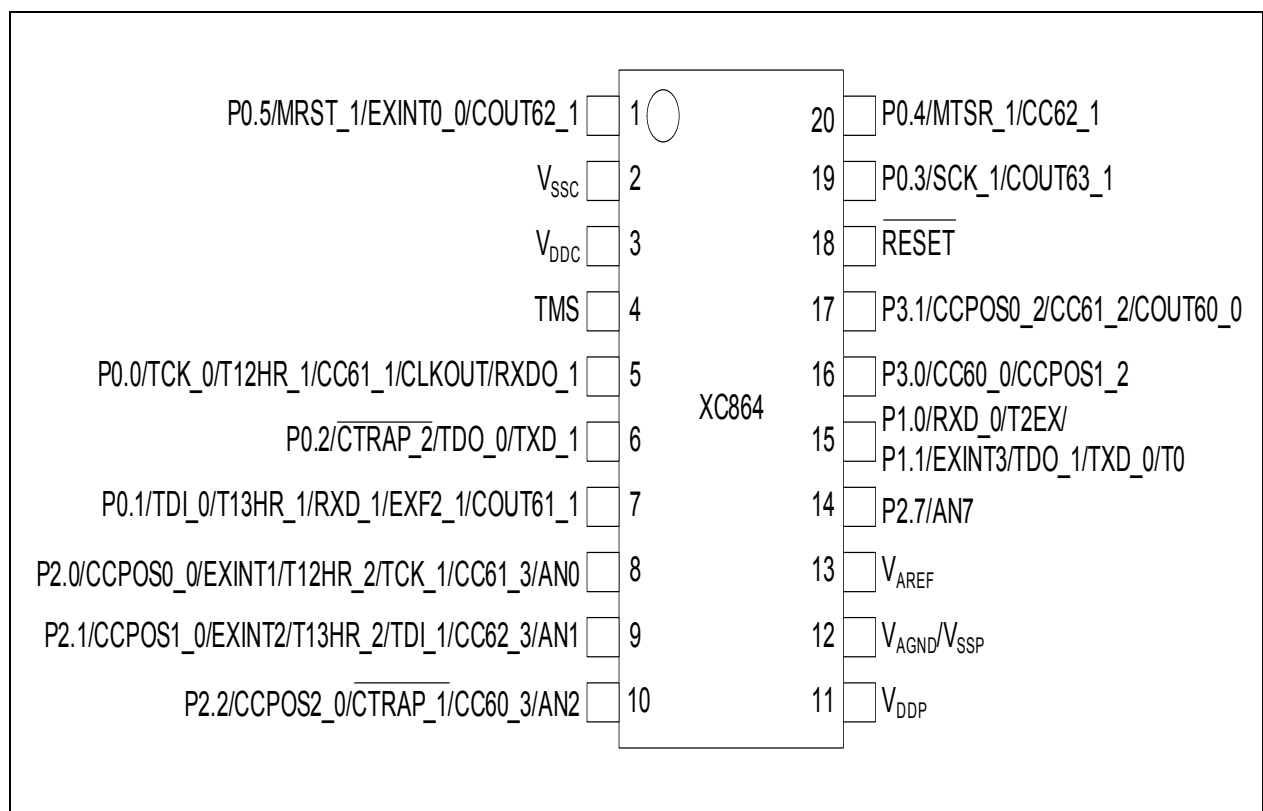 P0.5/MRST_1/EXINT0_0/COUT62_1 1
20 P0.4/MTSR_1/CC62_1
VSSC 2
19 P0.3/SCK_1/COUT63_1
VDDC 3
18 RESET
TMS 4
17 P3.1/CCPOS0_2/CC61_2/COUT60_0
P0.0/TCK_0/T12HR_1/CC61_1/CLKOUT/RXDO_1 5
16 P3.0/CC60_0/CCPOS1_2
XC864
P0.2/CTRAP_2/TDO_0/TXD_1 6
15 P1.0/RXD_0/T2EX/
P1.1/EXINT3/TDO_1/TXD_0/T0
P0.1/TDI_0/T13HR_1/RXD_1/EXF2_1/COUT61_1 7
14 P2.7/AN7
P2.0/CCPOS0_0/EXINT1/T12HR_2/TCK_1/CC61_3/AN0 8
13 VAREF
P2.1/CCPOS1_0/EXINT2/T13HR_2/TDI_1/CC62_3/AN1 9
12 VAGND/VSSP
P2.2/CCPOS2_0/CTRAP_1/CC60_3/AN2 10
11 VDDP